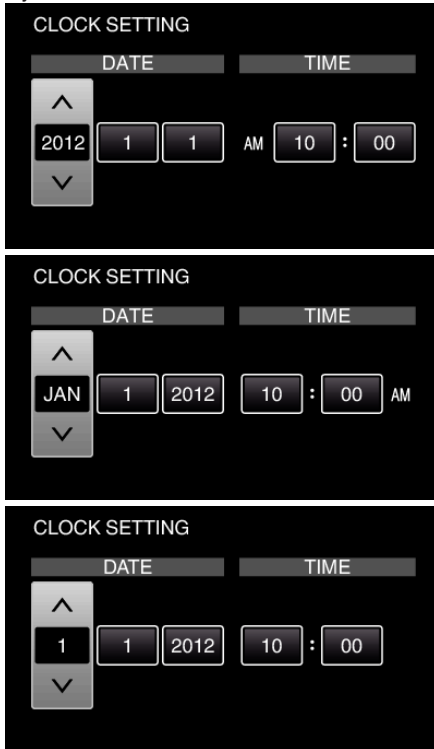 CLOCK SETTING
DATE TIME
2012 1 1 AM 10 : 00
CLOCK SETTING
DATE TIME
JAN 1 2012 10 : 00 AM
CLOCK SETTING
DATE TIME
1 1 2012 10 : 00